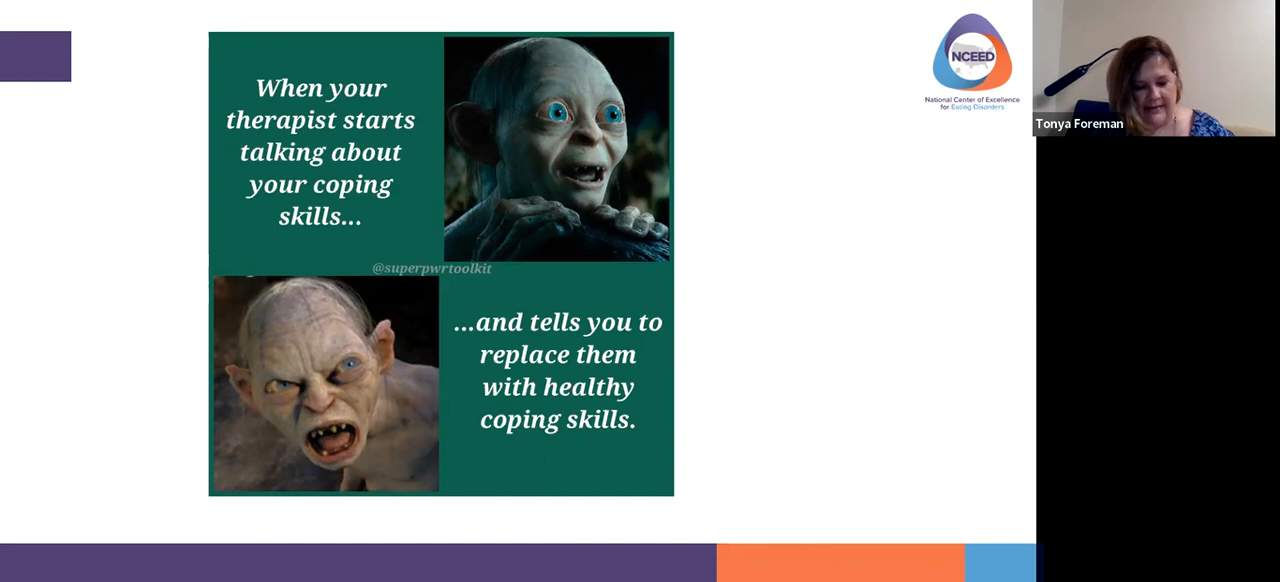 When your
therapist starts
talking about
your coping
skills...
@superpwrtoolkit
...and tells you to
replace them
with healthy
coping skills.
NCEED
National Center of Excellence
for Eating Disorders
Tonya Foreman